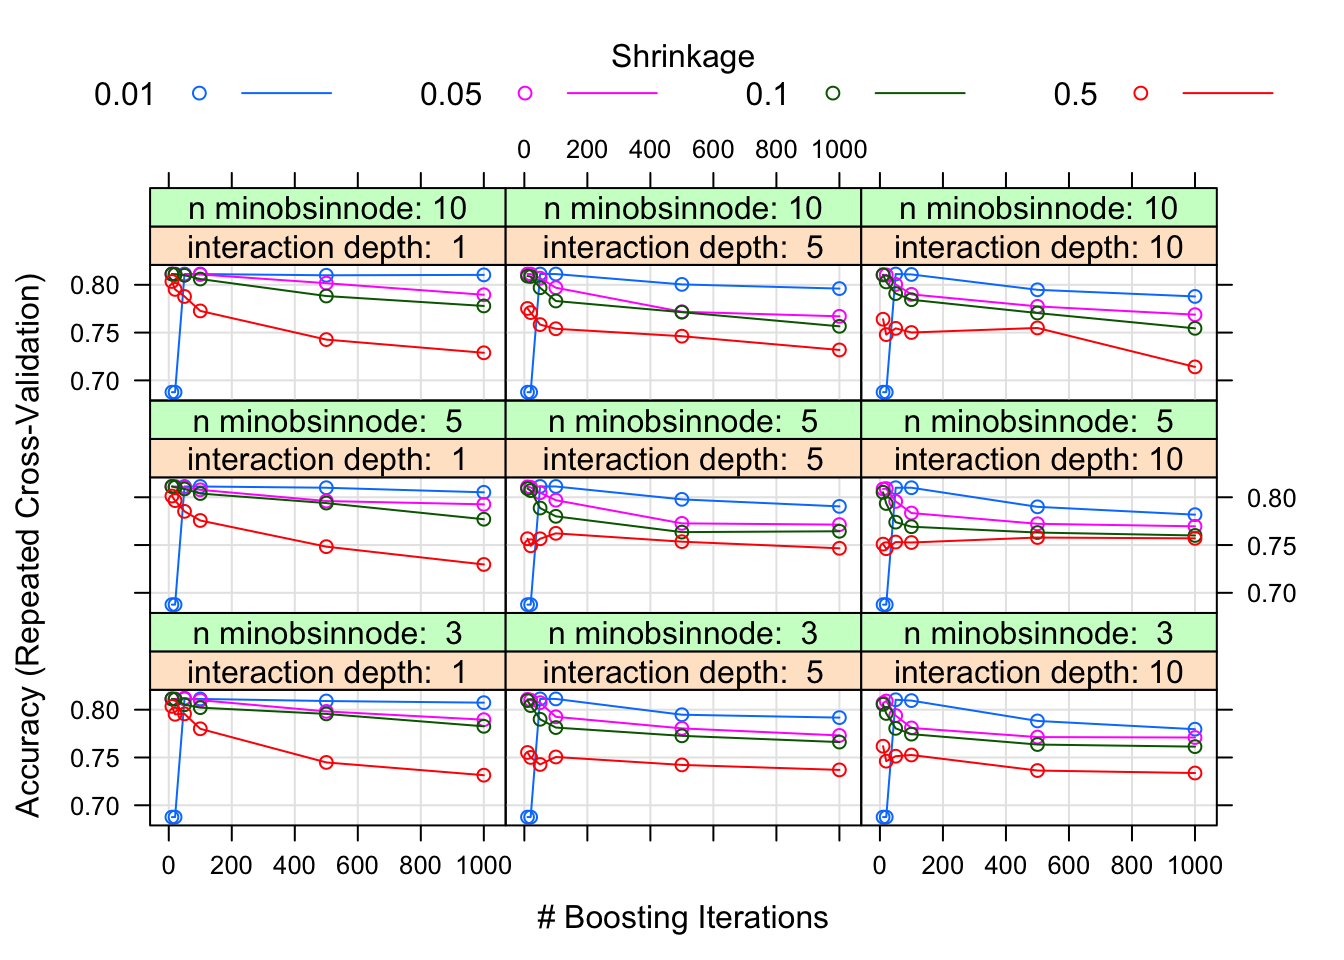 Shrinkage
0.01 0.05 0.1 0.5
0 200 400 600 800 1000
n minobsinnode: 10 n minobsinnode: 10 n minobsinnode: 10
interaction depth: 1 interaction depth: 5 interaction depth: 10
0.80
0.75
0.70
n minobsinnode: 5 n minobsinnode: 5 n minobsinnode: 5
interaction depth: 1 interaction depth: 5 interaction depth: 10
0.80
0.75
0.70
n minobsinnode: 3 n minobsinnode: 3 n minobsinnode: 3
interaction depth: 1 interaction depth: 5 interaction depth: 10
0.80
0.75
0.70
0 200 400 600 800 1000 0 200 400 600 800 1000
# Boosting Iterations
Accuracy (Repeated Cross-Validation)